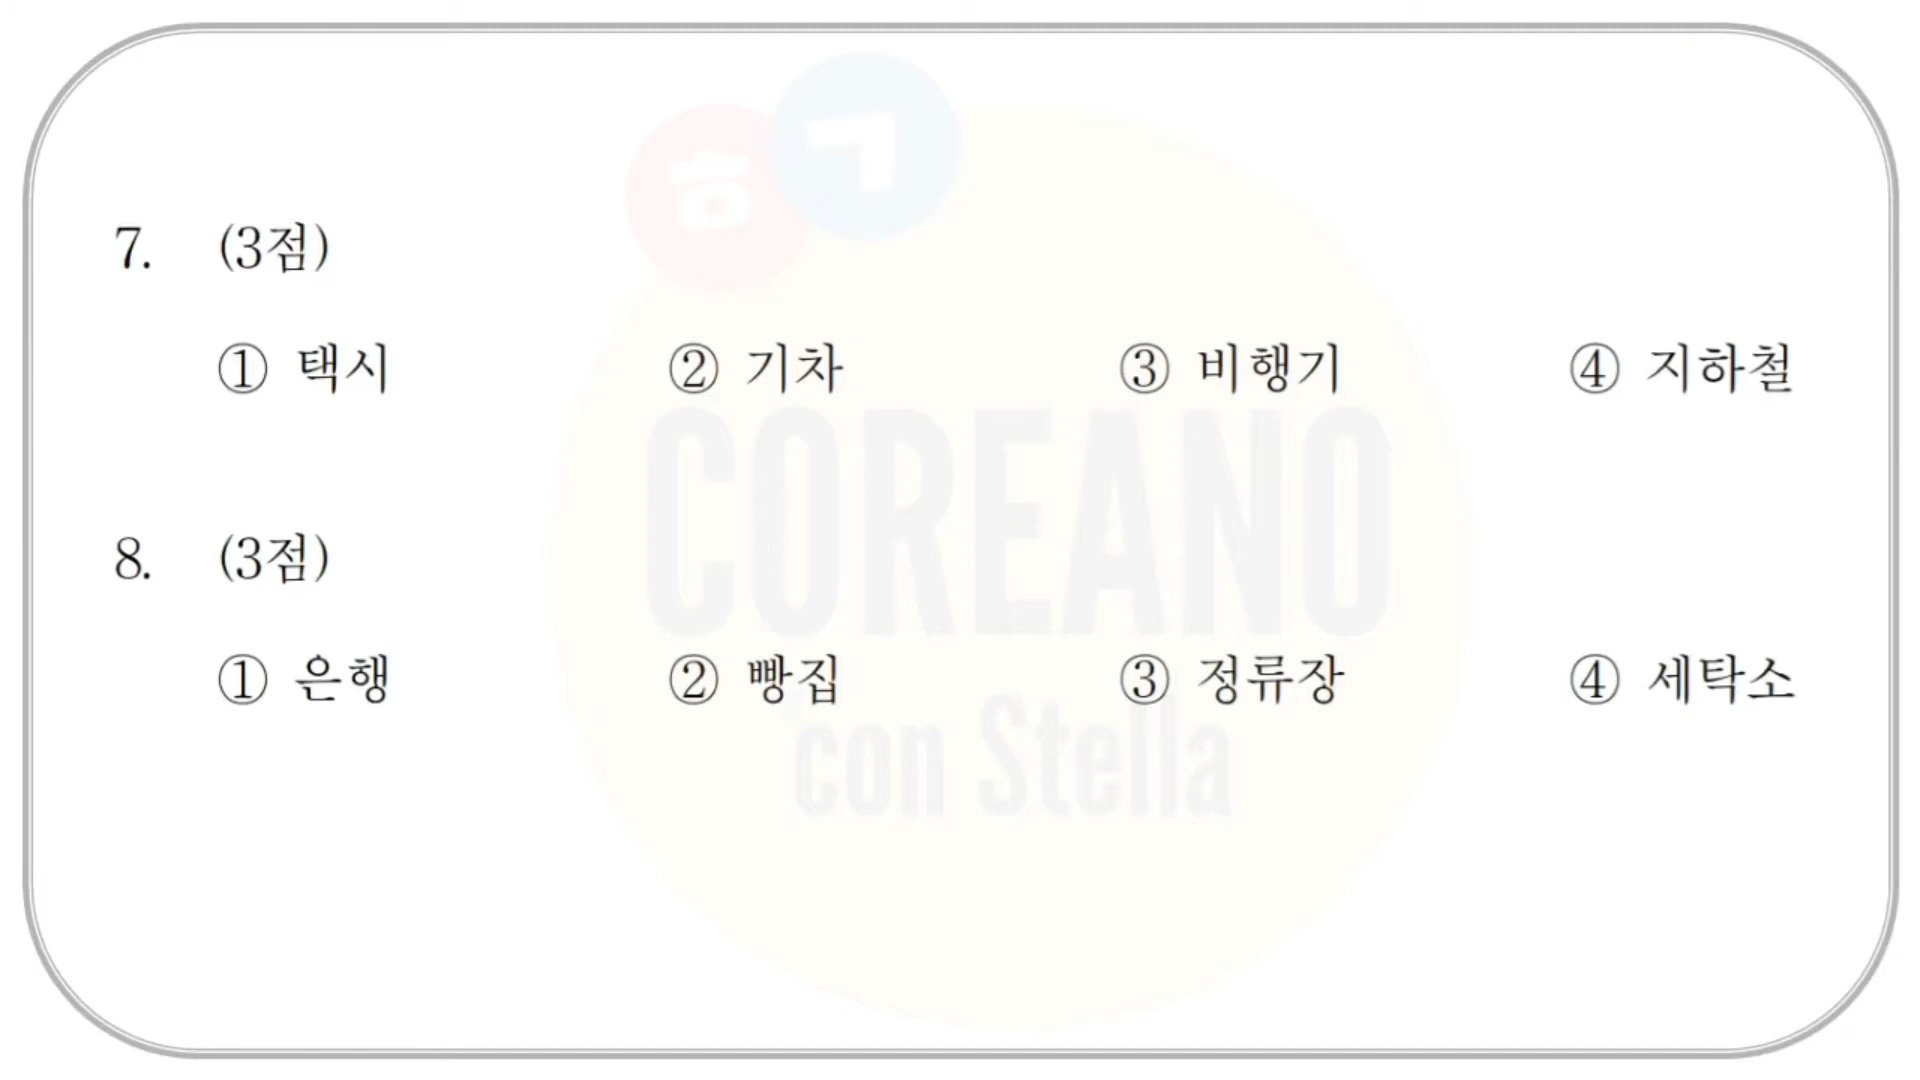 ㅎ ㄱ
7. (3점)
① 택시 ② 기차 ③ 비행기 ④ 지하철
COREANO
8. (3점)
① 은행 ② 빵집 ③ 정류장 ④ 세탁소
con Stella